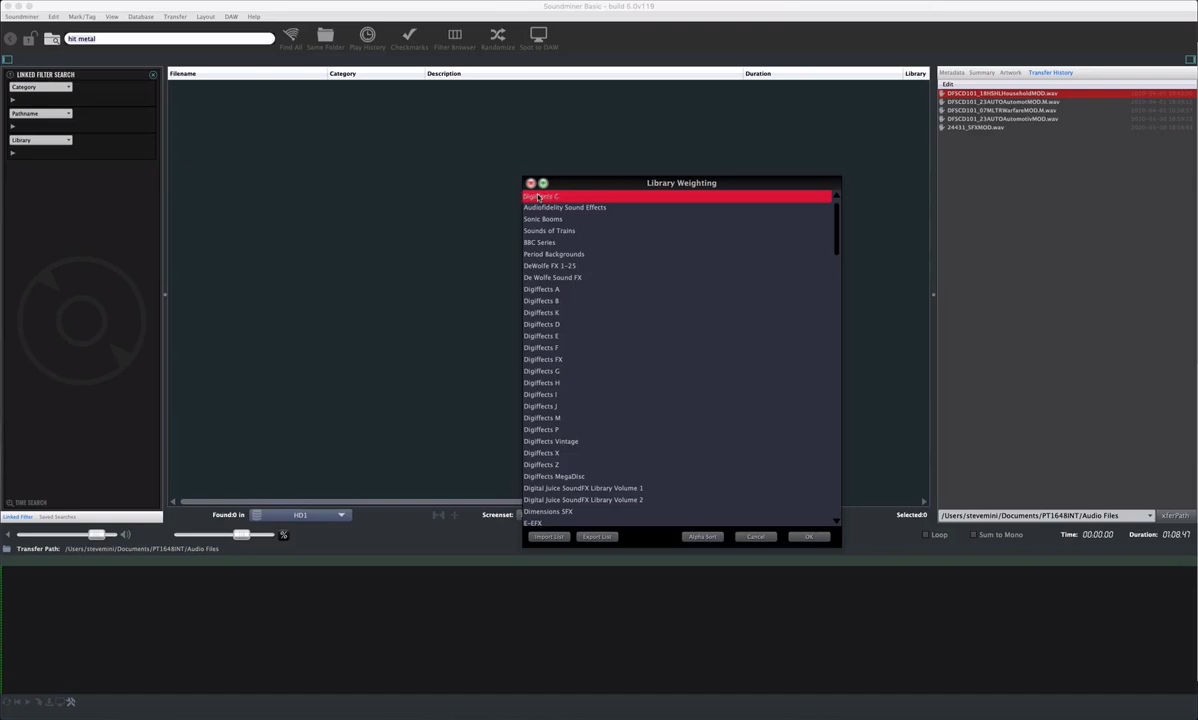 Soundminer Basic - build 5.0v119
Soundminer Edit Mark/Tag View Database Transfer Layout DAW Help
hit metal
Find All Same Folder Play History Checkmarks Filter Browser Randomize Spot to DAW
LINKED FILTER SEARCH
Category
Pathname
Library
Filename Category Description Duration Library
Metadata Summary Artwork Transfer History
Edit
DFSCD101_18HSHLHouseholdMOD.wav
DFSCD101_23AUTOAutomotMOD.M.wav
DFSCD101_07MLTRWarfareMOD.M.wav
DFSCD101_23AUTOAutomotivMOD.wav
24431_SFXMOD.wav
Library Weighting
Digiffects C
Audiofidelity Sound Effects
Sonic Booms
Sounds of Trains
BBC Series
Period Backgrounds
DeWolfe FX 1-25
De Wolfe Sound FX
Digiffects A
Digiffects B
Digiffects K
Digiffects D
Digiffects E
Digiffects F
Digiffects FX
Digiffects G
Digiffects H
Digiffects I
Digiffects J
Digiffects M
Digiffects P
Digiffects Vintage
Digiffects X
Digiffects Z
Digiffects MegaDisc
Digital Juice SoundFX Library Volume 1
Digital Juice SoundFX Library Volume 2
Dimensions SFX
E-EFX
Import List Export List Alpha Sort Cancel OK
TIME SEARCH
Linked Filter Saved Searches
Found:0 in HD1 Screenset: Selected:0
/Users/stevemini/Documents/PT1648INT/Audio Files xferPath
% Loop Sum to Mono Time: 00:00.00 Duration: 01:08.47
Transfer Path: /Users/stevemini/Documents/PT1648INT/Audio Files